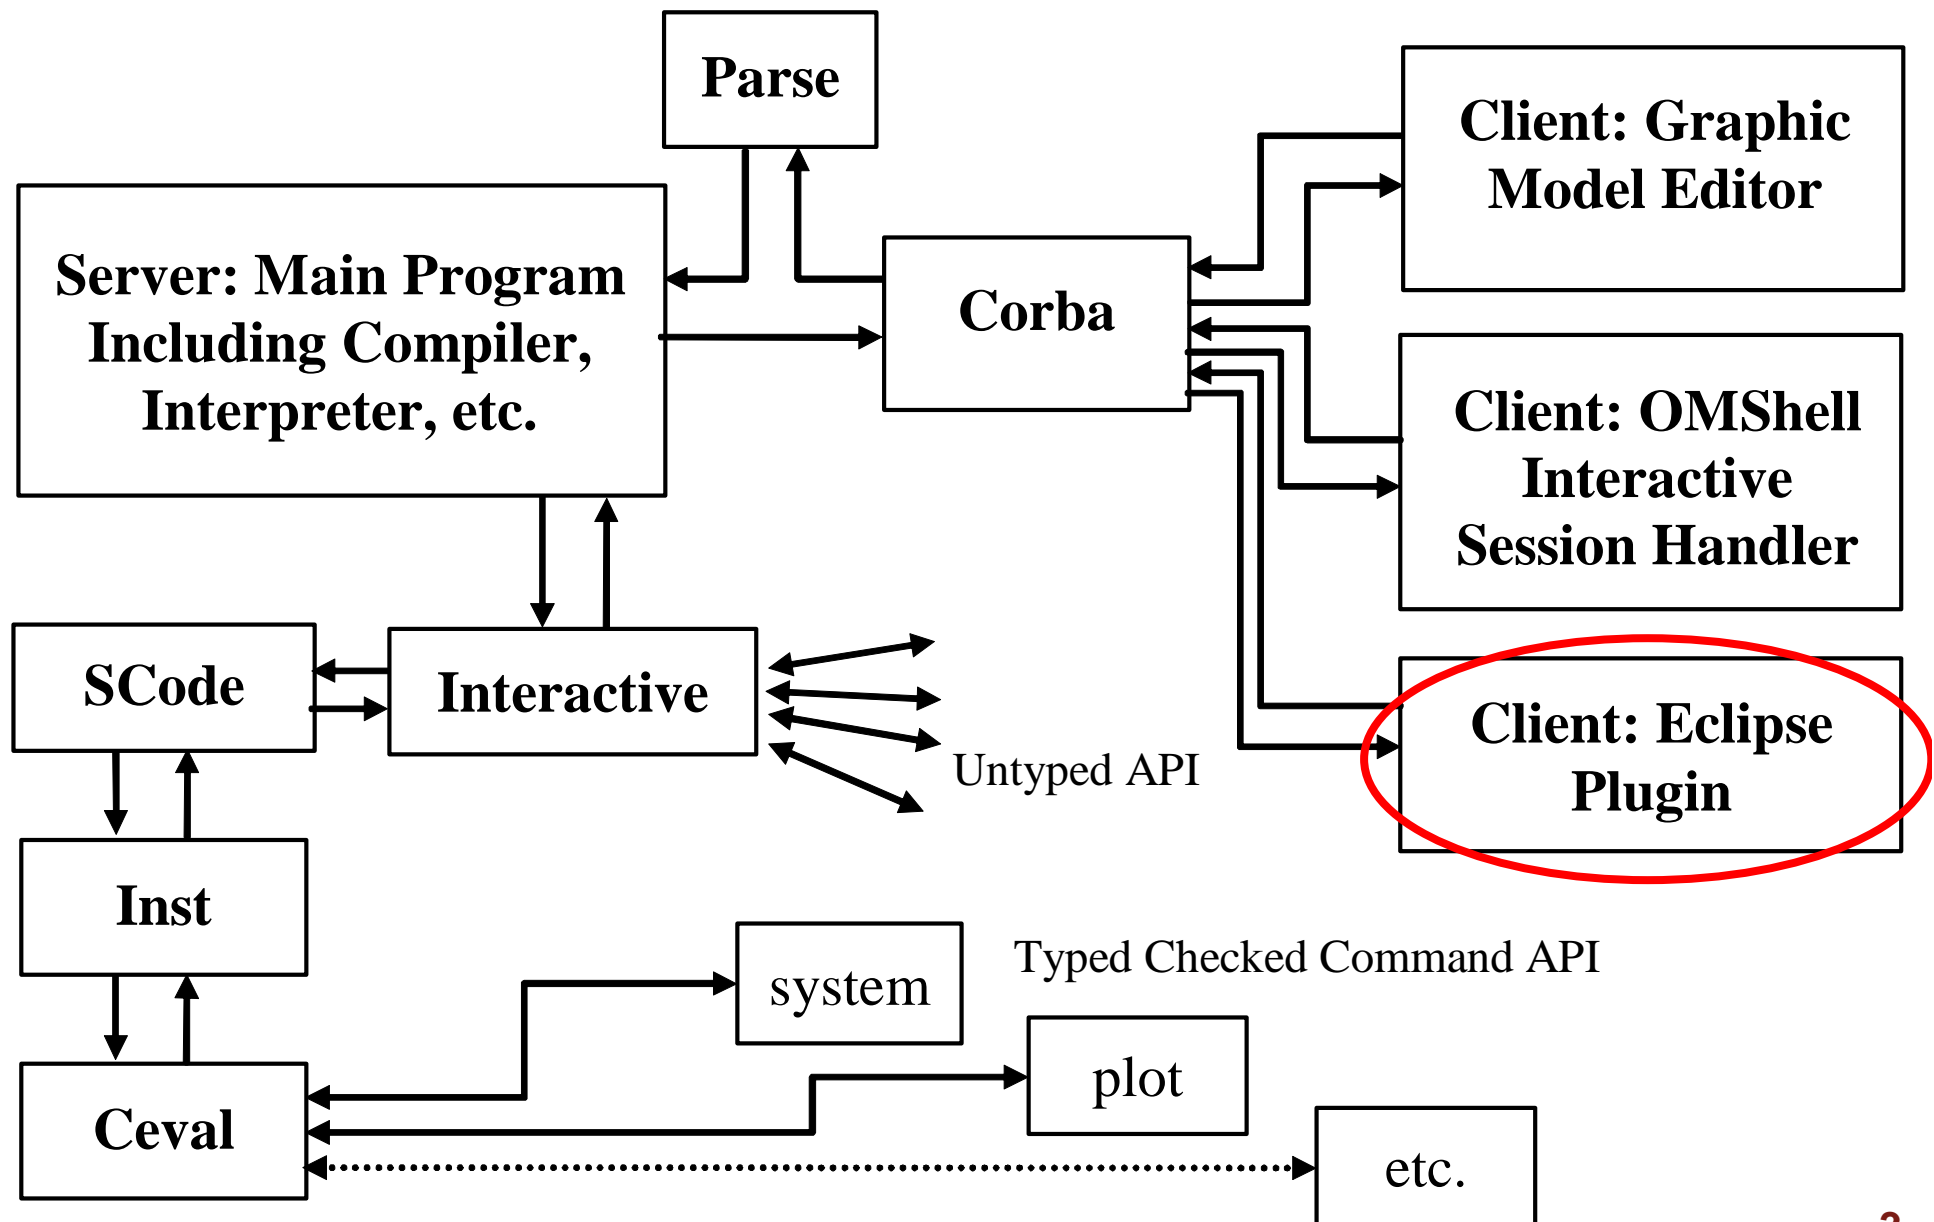 Parse
Client: Graphic
Model Editor
Server: Main Program
Including Compiler,
Interpreter, etc.
Corba
Client: OMShell
Interactive
Session Handler
SCode
Interactive
Untyped API
Client: Eclipse
Plugin
Inst
system
Typed Checked Command API
plot
Ceval
etc.